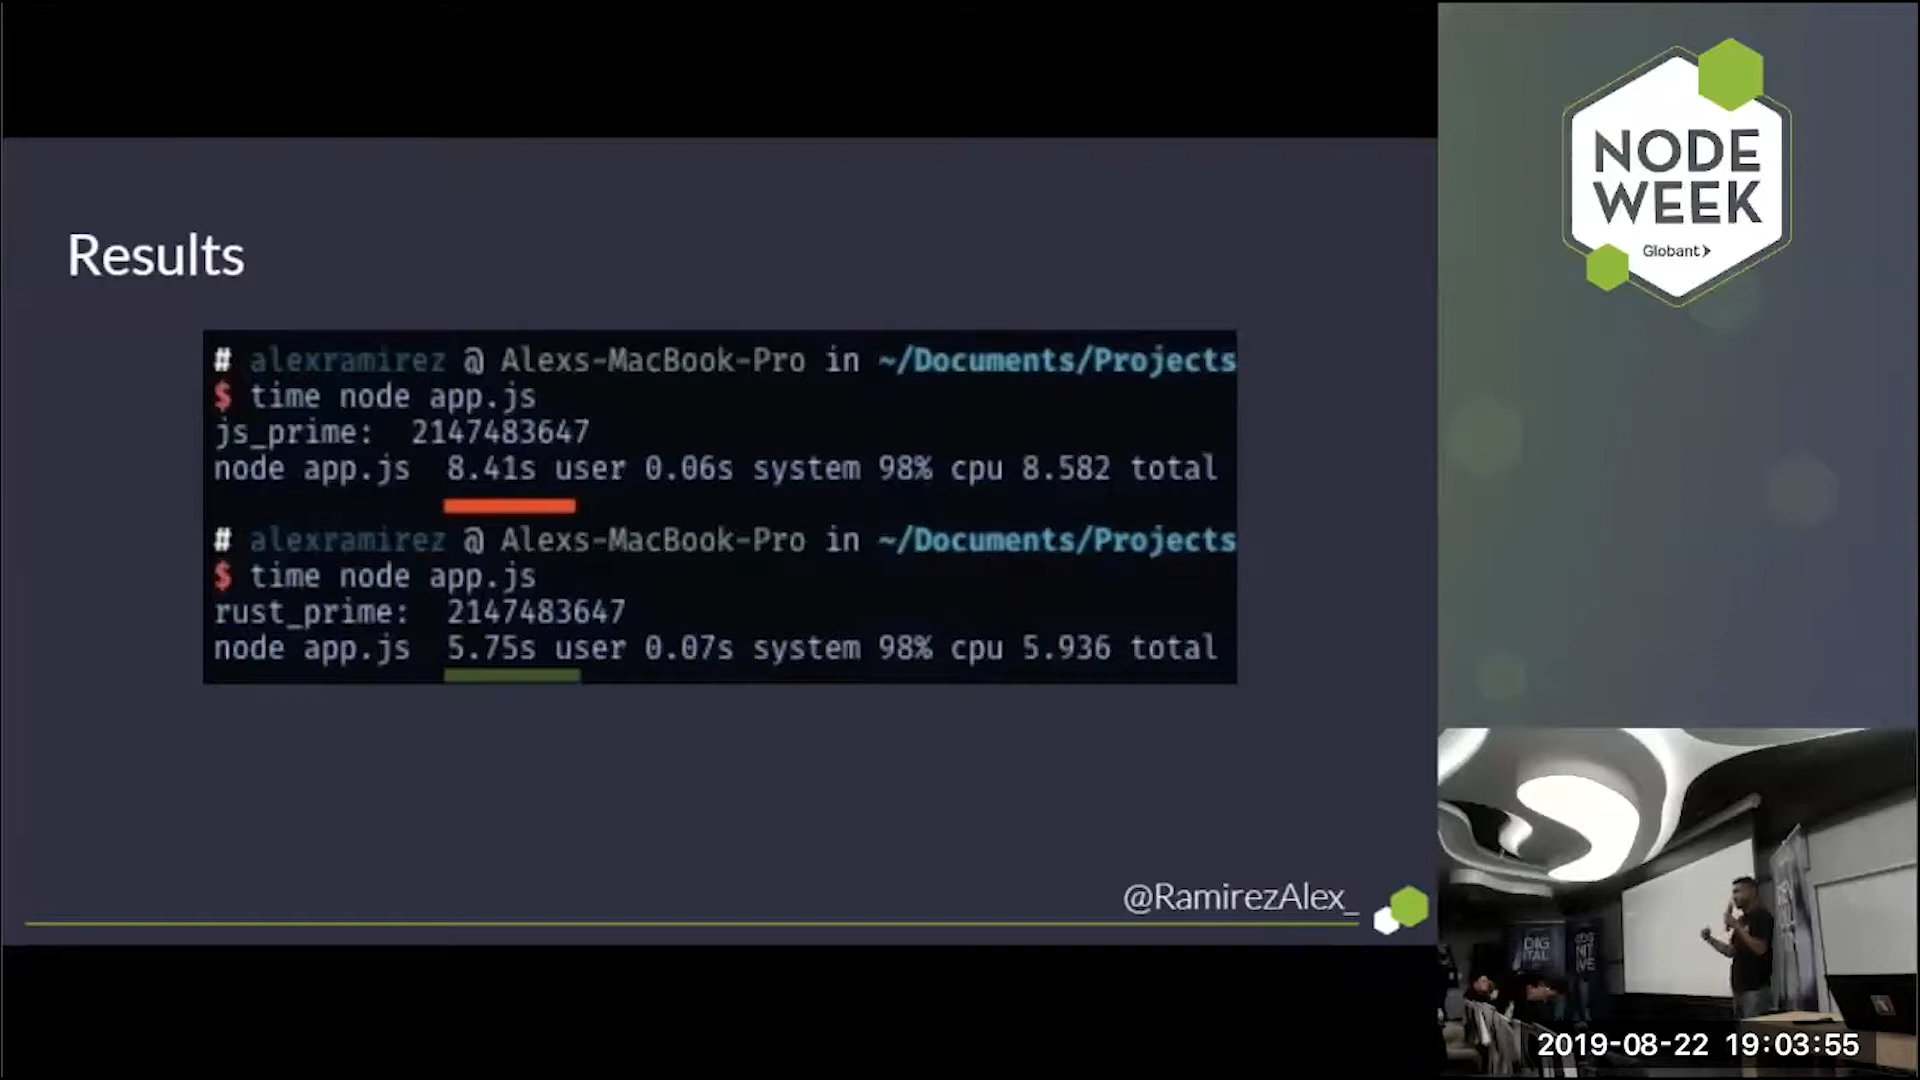 Results
# alexramirez @ Alexs-MacBook-Pro in ~/Documents/Projects
$ time node app.js
js_prime:  2147483647
node app.js  8.41s user 0.06s system 98% cpu 8.582 total
# alexramirez @ Alexs-MacBook-Pro in ~/Documents/Projects
$ time node app.js
rust_prime:  2147483647
node app.js  5.75s user 0.07s system 98% cpu 5.936 total
@RamirezAlex_
NODE
WEEK
Globant
DIG
ITAL
2019-08-22 19:03:55